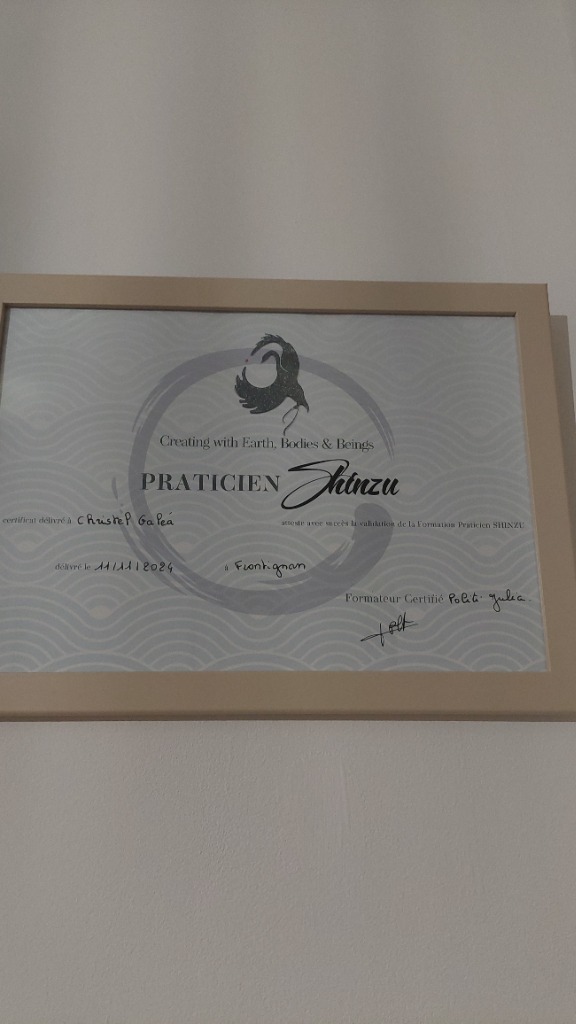 Creating with Earth, Bodies & Beings
PRATICIEN Shinzu
certificat délivré à Christel Galéa atteste avec succès la validation de la Formation Praticien SHINZU
délivré le 11/11/2024 à Frontignan
Formateur Certifié Politi Julia